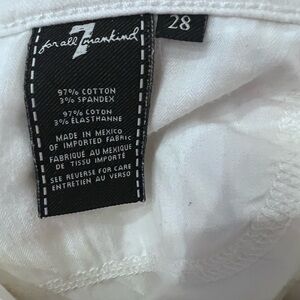 for all 7 mankind
28
97% COTTON
3% SPANDEX
97% COTON
3% ÉLASTHANNE
MADE IN MEXICO
OF IMPORTED FABRIC
FABRIQUÉ AU MEXIQUE
DE TISSU IMPORTÉ
SEE REVERSE FOR CARE
ENTRETIEN AU VERSO